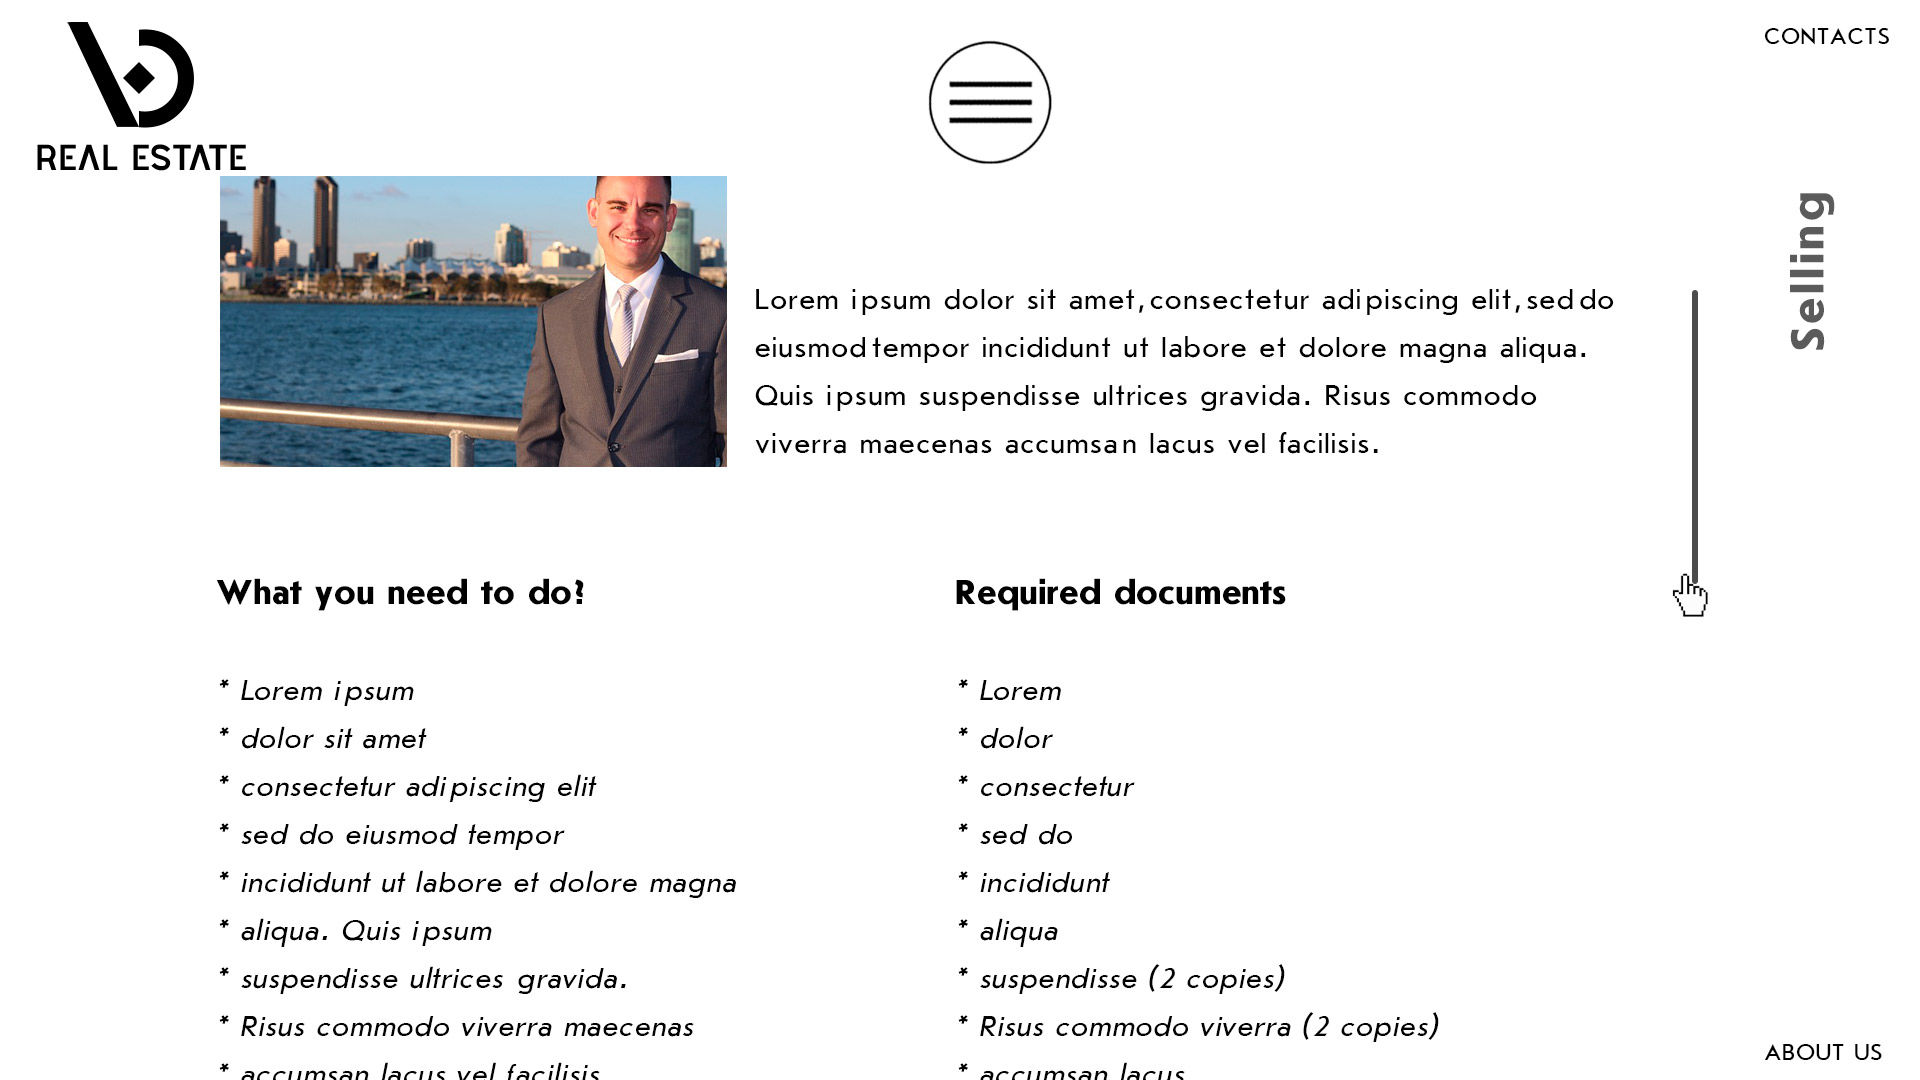 CONTACTS
REAL ESTATE
Selling
Lorem ipsum dolor sit amet, consectetur adipiscing elit, sed do
eiusmod tempor incididunt ut labore et dolore magna aliqua.
Quis ipsum suspendisse ultrices gravida. Risus commodo
viverra maecenas accumsan lacus vel facilisis.
What you need to do?
* Lorem ipsum
* dolor sit amet
* consectetur adipiscing elit
* sed do eiusmod tempor
* incididunt ut labore et dolore magna
* aliqua. Quis ipsum
* suspendisse ultrices gravida.
* Risus commodo viverra maecenas
* accumsan lacus vel facilisis
Required documents
* Lorem
* dolor
* consectetur
* sed do
* incididunt
* aliqua
* suspendisse (2 copies)
* Risus commodo viverra (2 copies)
* accumsan lacus
ABOUT US